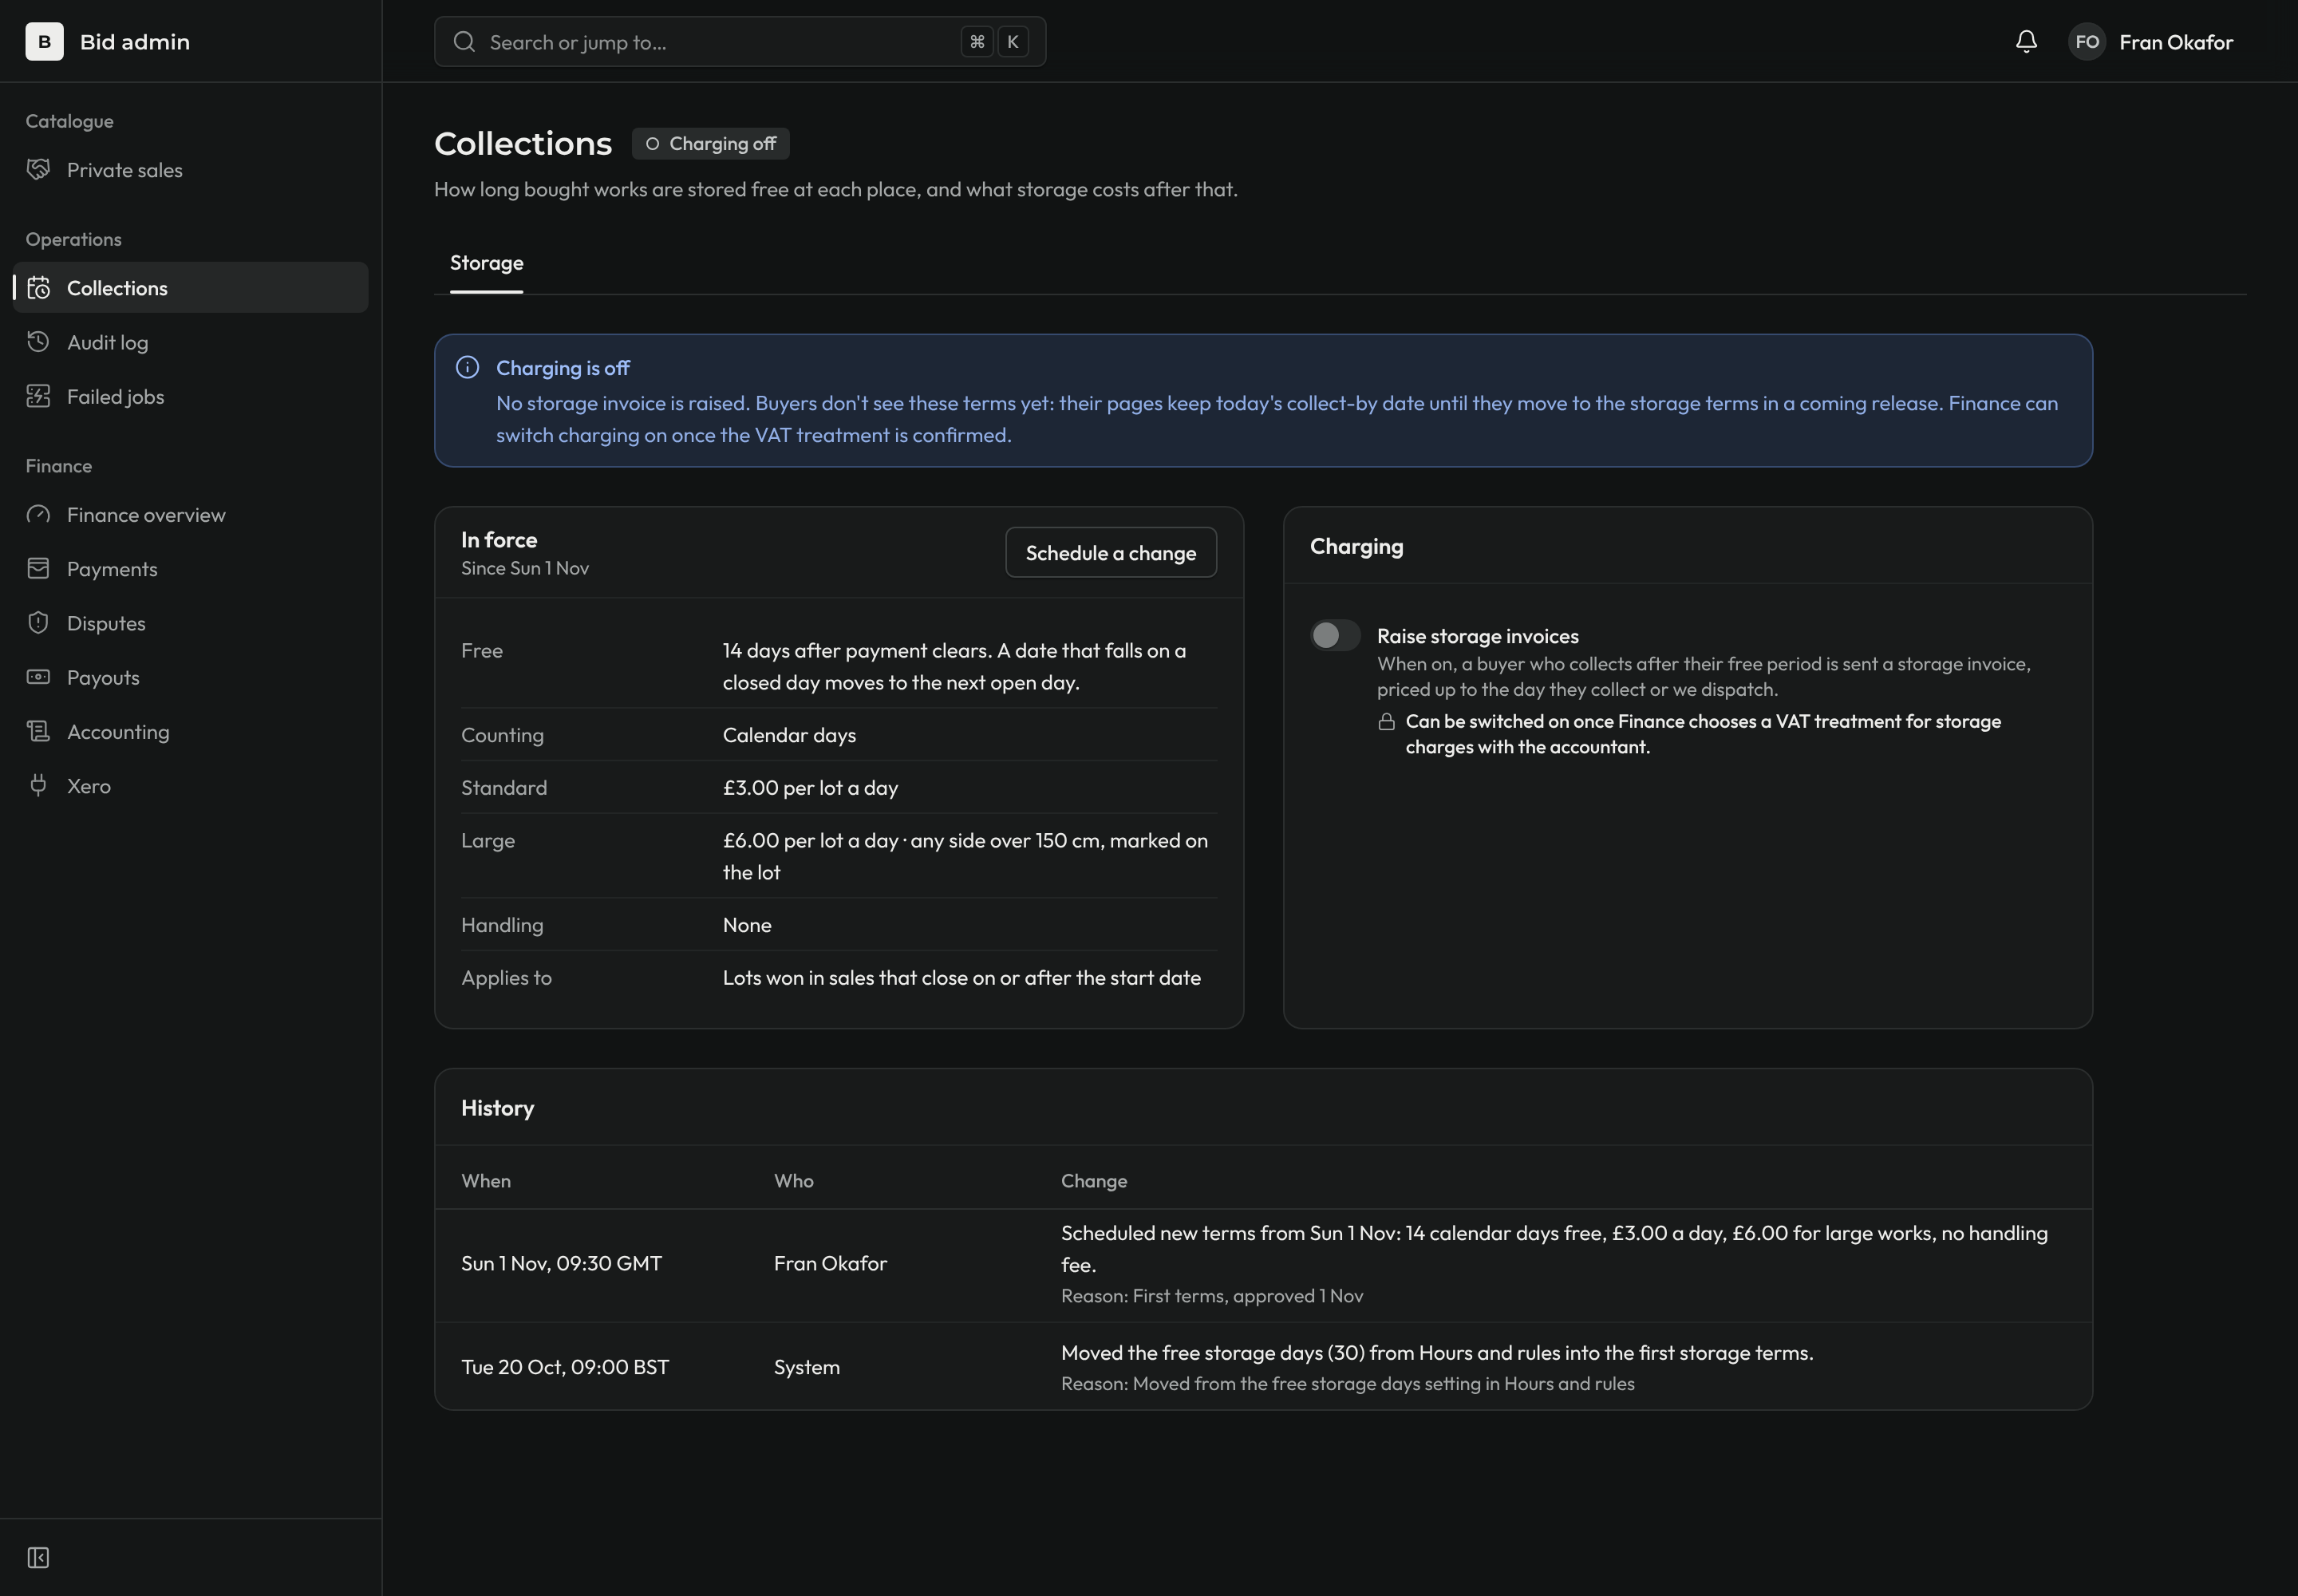 B Bid admin
Search or jump to...
⌘ K
FO Fran Okafor
Catalogue
Private sales
Operations
Collections
Audit log
Failed jobs
Finance
Finance overview
Payments
Disputes
Payouts
Accounting
Xero
Collections
Charging off
How long bought works are stored free at each place, and what storage costs after that.
Storage
Charging is off
No storage invoice is raised. Buyers don't see these terms yet: their pages keep today's collect-by date until they move to the storage terms in a coming release. Finance can
switch charging on once the VAT treatment is confirmed.
In force
Since Sun 1 Nov
Schedule a change
Free 14 days after payment clears. A date that falls on a
closed day moves to the next open day.
Counting Calendar days
Standard £3.00 per lot a day
Large £6.00 per lot a day · any side over 150 cm, marked on
the lot
Handling None
Applies to Lots won in sales that close on or after the start date
Charging
Raise storage invoices
When on, a buyer who collects after their free period is sent a storage invoice,
priced up to the day they collect or we dispatch.
Can be switched on once Finance chooses a VAT treatment for storage
charges with the accountant.
History
When Who Change
Sun 1 Nov, 09:30 GMT Fran Okafor Scheduled new terms from Sun 1 Nov: 14 calendar days free, £3.00 a day, £6.00 for large works, no handling
fee.
Reason: First terms, approved 1 Nov
Tue 20 Oct, 09:00 BST System Moved the free storage days (30) from Hours and rules into the first storage terms.
Reason: Moved from the free storage days setting in Hours and rules